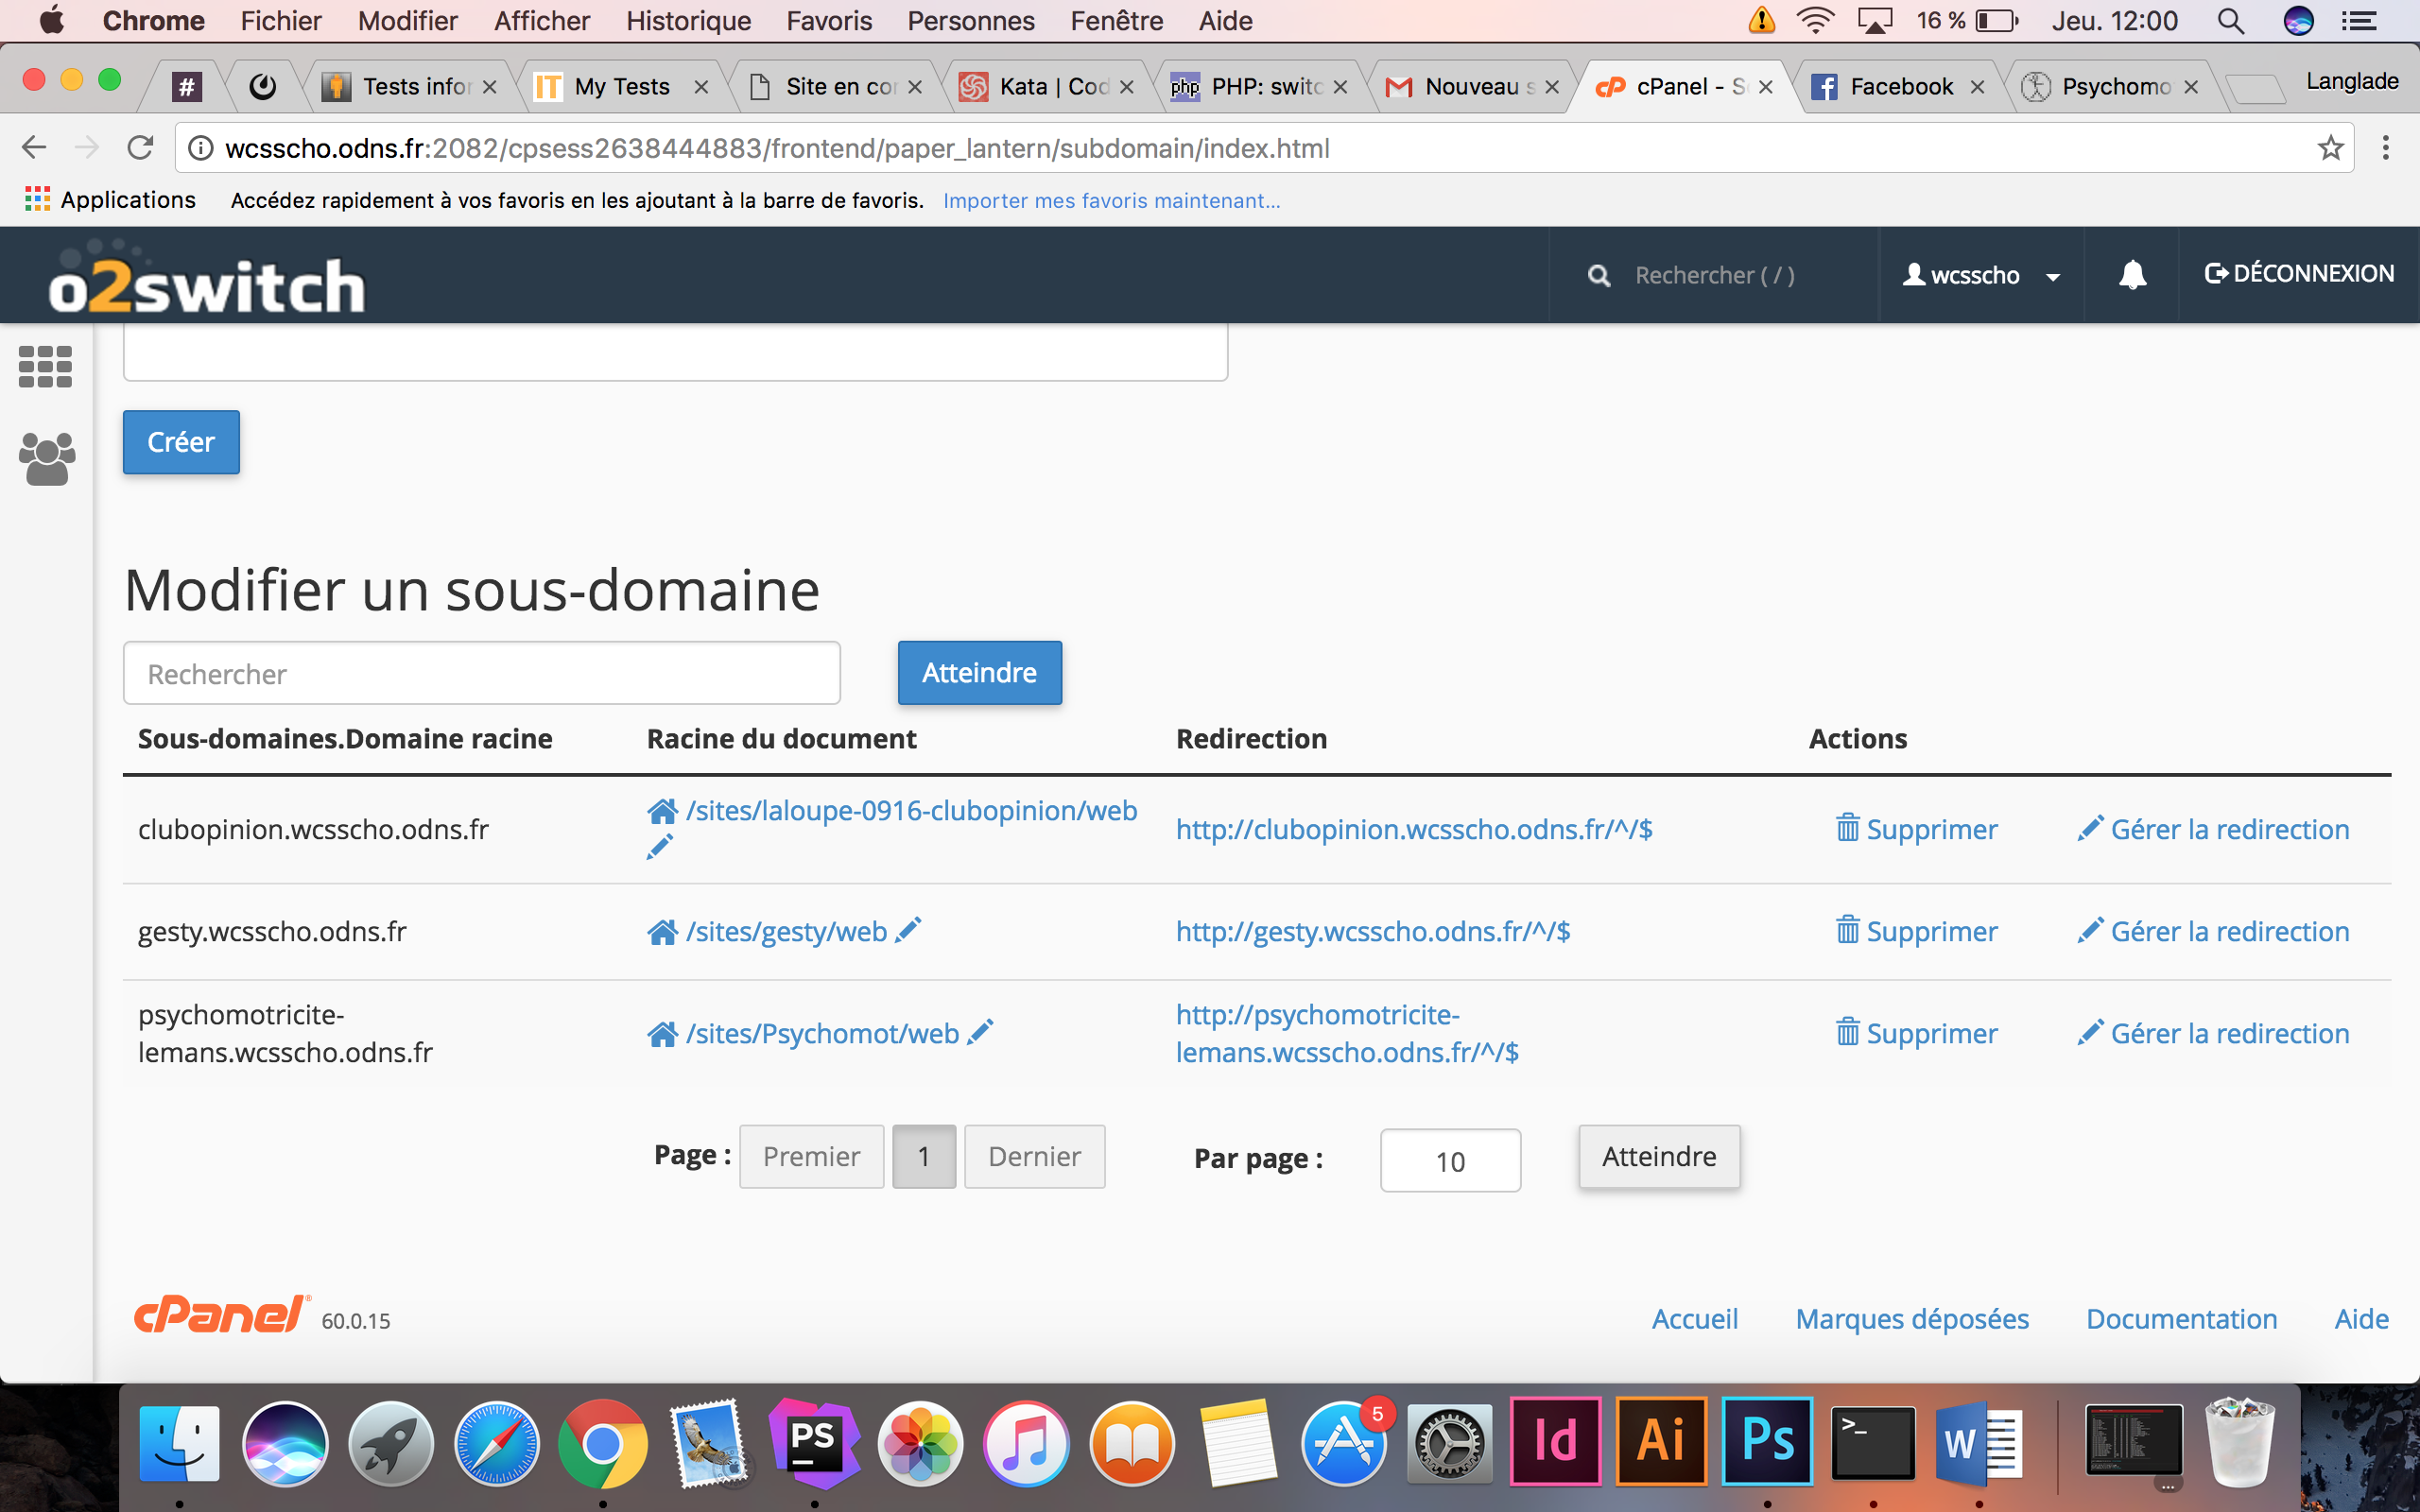 Chrome Fichier Modifier Afficher Historique Favoris Personnes Fenêtre Aide 16 % Jeu. 12:00
# Tests infor My Tests Site en co Kata | Cod php PHP: switc Nouveau s cP cPanel - S Facebook Psychomo Langlade
wcsscho.odns.fr:2082/cpsess2638444883/frontend/paper_lantern/subdomain/index.html
Applications Accédez rapidement à vos favoris en les ajoutant à la barre de favoris. Importer mes favoris maintenant...
o2switch Rechercher ( / ) wcsscho DÉCONNEXION
Créer
Modifier un sous-domaine
Rechercher Atteindre
Sous-domaines.Domaine racine Racine du document Redirection Actions
clubopinion.wcsscho.odns.fr /sites/laloupe-0916-clubopinion/web http://clubopinion.wcsscho.odns.fr/^/$ Supprimer Gérer la redirection
gesty.wcsscho.odns.fr /sites/gesty/web http://gesty.wcsscho.odns.fr/^/$ Supprimer Gérer la redirection
psychomotricite-
lemans.wcsscho.odns.fr /sites/Psychomot/web http://psychomotricite-
lemans.wcsscho.odns.fr/^/$ Supprimer Gérer la redirection
Page : Premier 1 Dernier Par page : 10 Atteindre
cPanel® 60.0.15 Accueil Marques déposées Documentation Aide
PS 5 Id Ai Ps >_ W